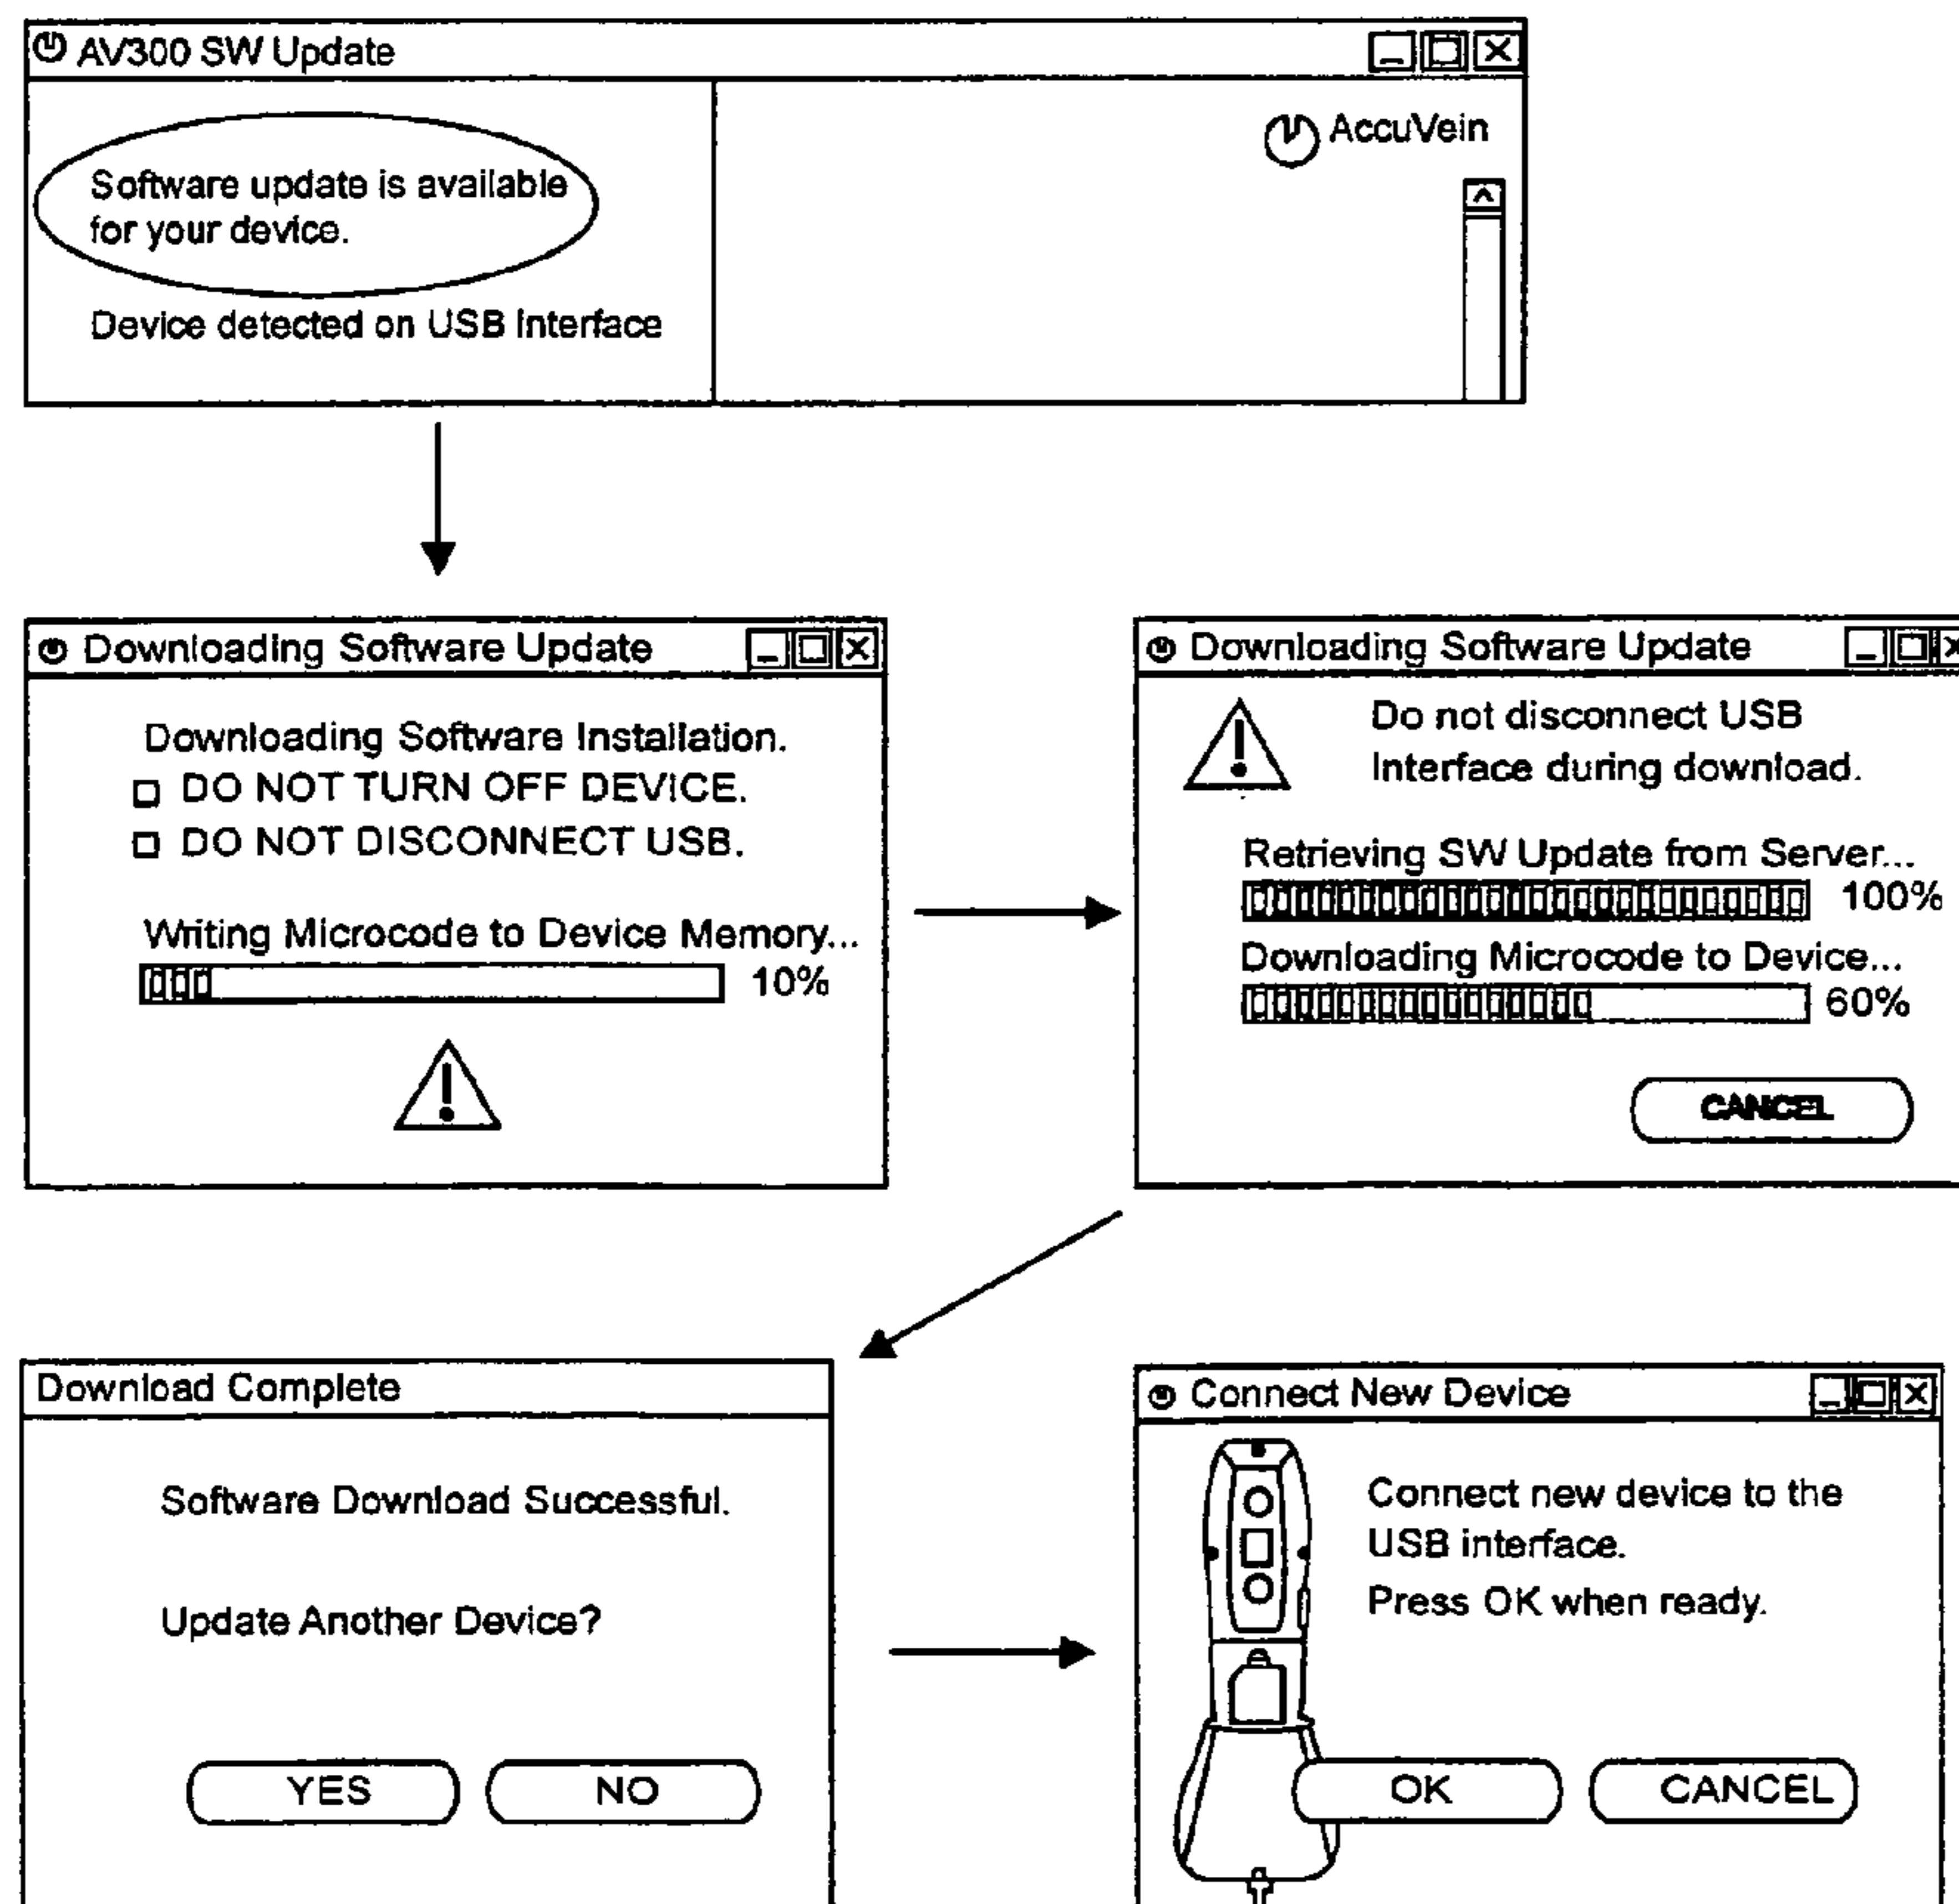 AV300 SW Update
AccuVein
Software update is available
for your device.
Device detected on USB Interface
Downloading Software Update
Downloading Software Installation.
DO NOT TURN OFF DEVICE.
DO NOT DISCONNECT USB.
Writing Microcode to Device Memory...
10%
Downloading Software Update
Do not disconnect USB
Interface during download.
Retrieving SW Update from Server...
100%
Downloading Microcode to Device...
60%
CANCEL
Download Complete
Software Download Successful.
Update Another Device?
YES
NO
Connect New Device
Connect new device to the
USB interface.
Press OK when ready.
OK
CANCEL